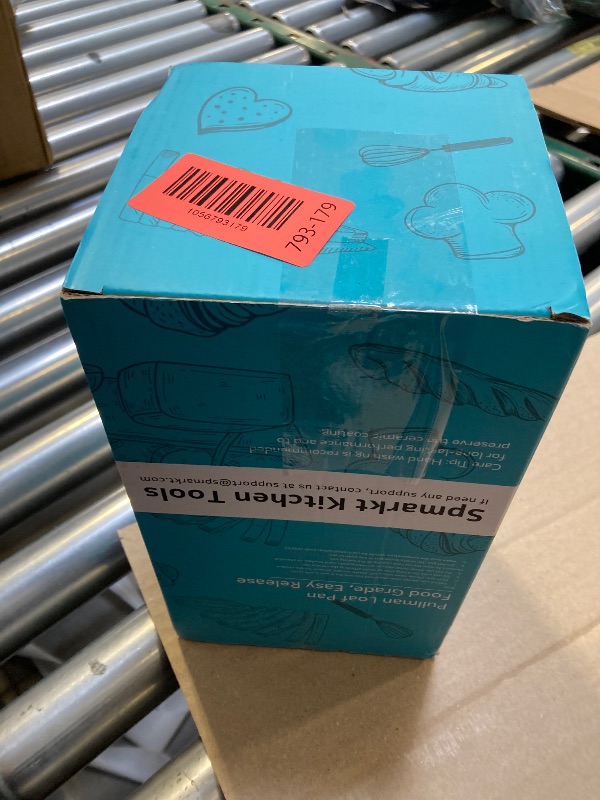 1056793179
793-179
Pullman Loaf Pan
Food Grade, Easy Release
Spmarkt Kitchen Tools
If need any support, contact us at support@spmarkt.com
Care Tip: Hand washing is recommended
for long-lasting performance and to
preserve the ceramic coating.